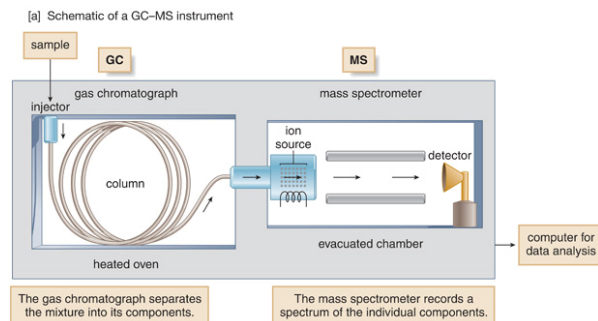 [a] Schematic of a GC–MS instrument
sample
GC
MS
gas chromatograph
mass spectrometer
injector
ion
source
detector
column
evacuated chamber
heated oven
computer for
data analysis
The gas chromatograph separates
the mixture into its components.
The mass spectrometer records a
spectrum of the individual components.